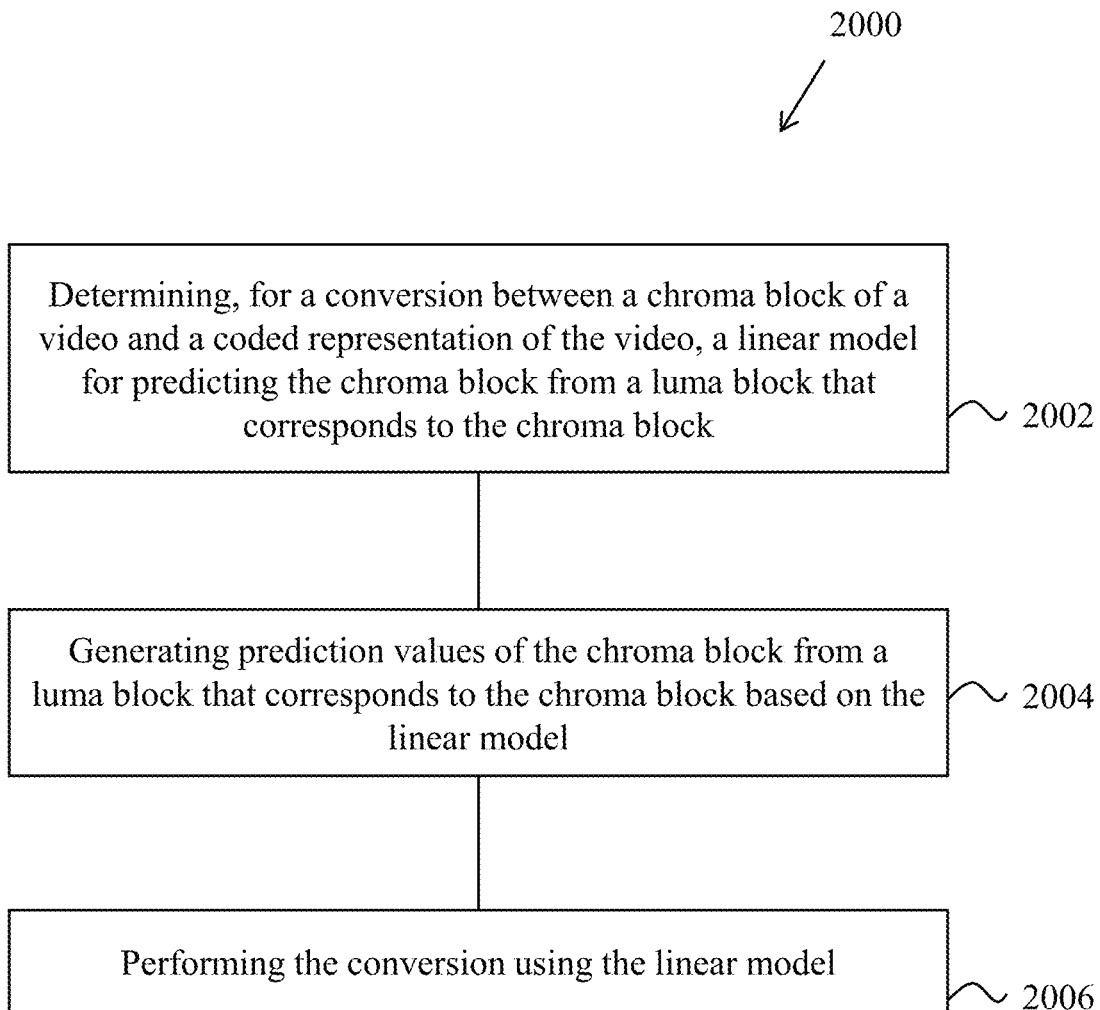 2000
Determining, for a conversion between a chroma block of a
video and a coded representation of the video, a linear model
for predicting the chroma block from a luma block that
corresponds to the chroma block
2002
Generating prediction values of the chroma block from a
luma block that corresponds to the chroma block based on the
linear model
2004
Performing the conversion using the linear model
2006